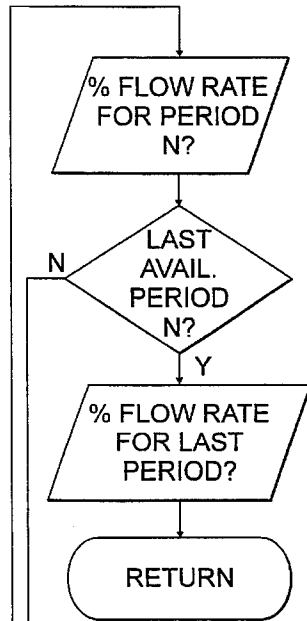 % FLOW RATE
FOR PERIOD
N?
LAST
AVAIL.
PERIOD
N?
N
Y
% FLOW RATE
FOR LAST
PERIOD?
RETURN